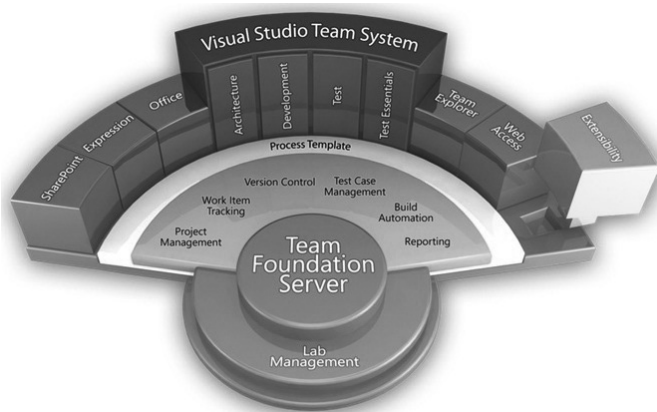 Visual Studio Team System
SharePoint
Expression
Office
Architecture
Development
Test
Test Essentials
Team
Explorer
Web
Access
Extensibility
Process Template
Project
Management
Work Item
Tracking
Version Control
Test Case
Management
Build
Automation
Reporting
Team
Foundation
Server
Lab
Management